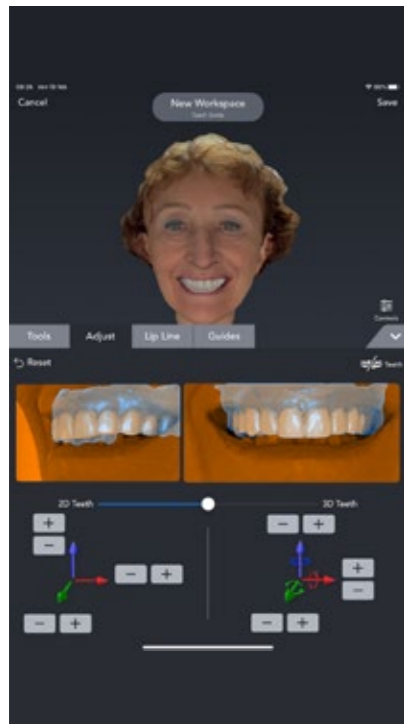 Cancel
New Workspace
Save
Tools
Adjust
Lip Line
Guides
Reset
Teeth
2D Teeth
3D Teeth